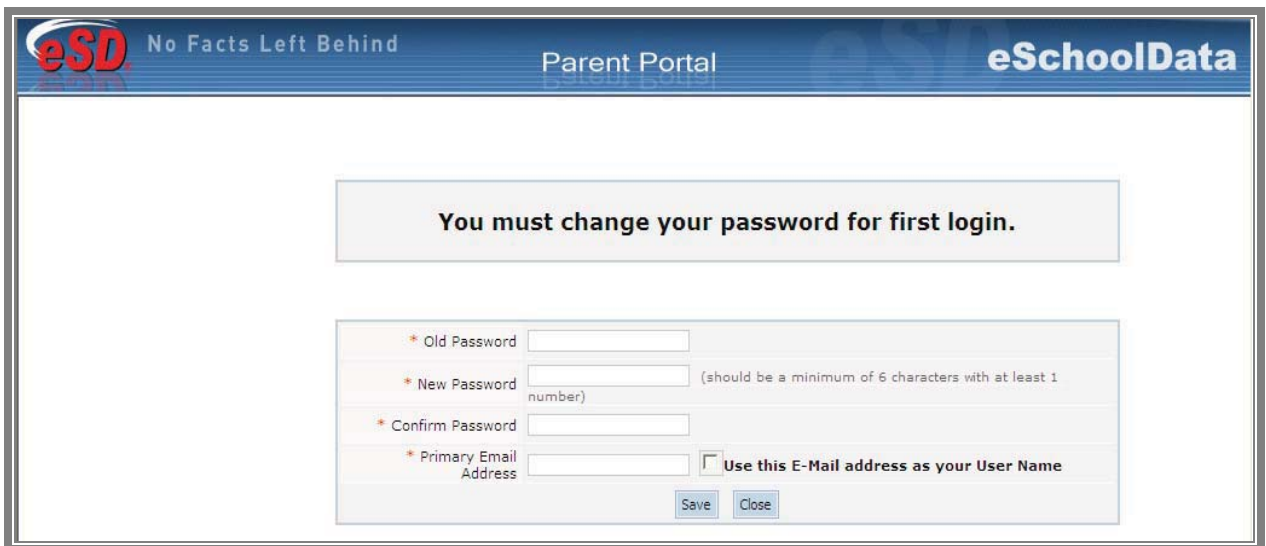 eSD® No Facts Left Behind
Parent Portal
eSchoolData
You must change your password for first login.
* Old Password
* New Password (should be a minimum of 6 characters with at least 1
number)
* Confirm Password
* Primary Email
Address
Use this E-Mail address as your User Name
Save Close